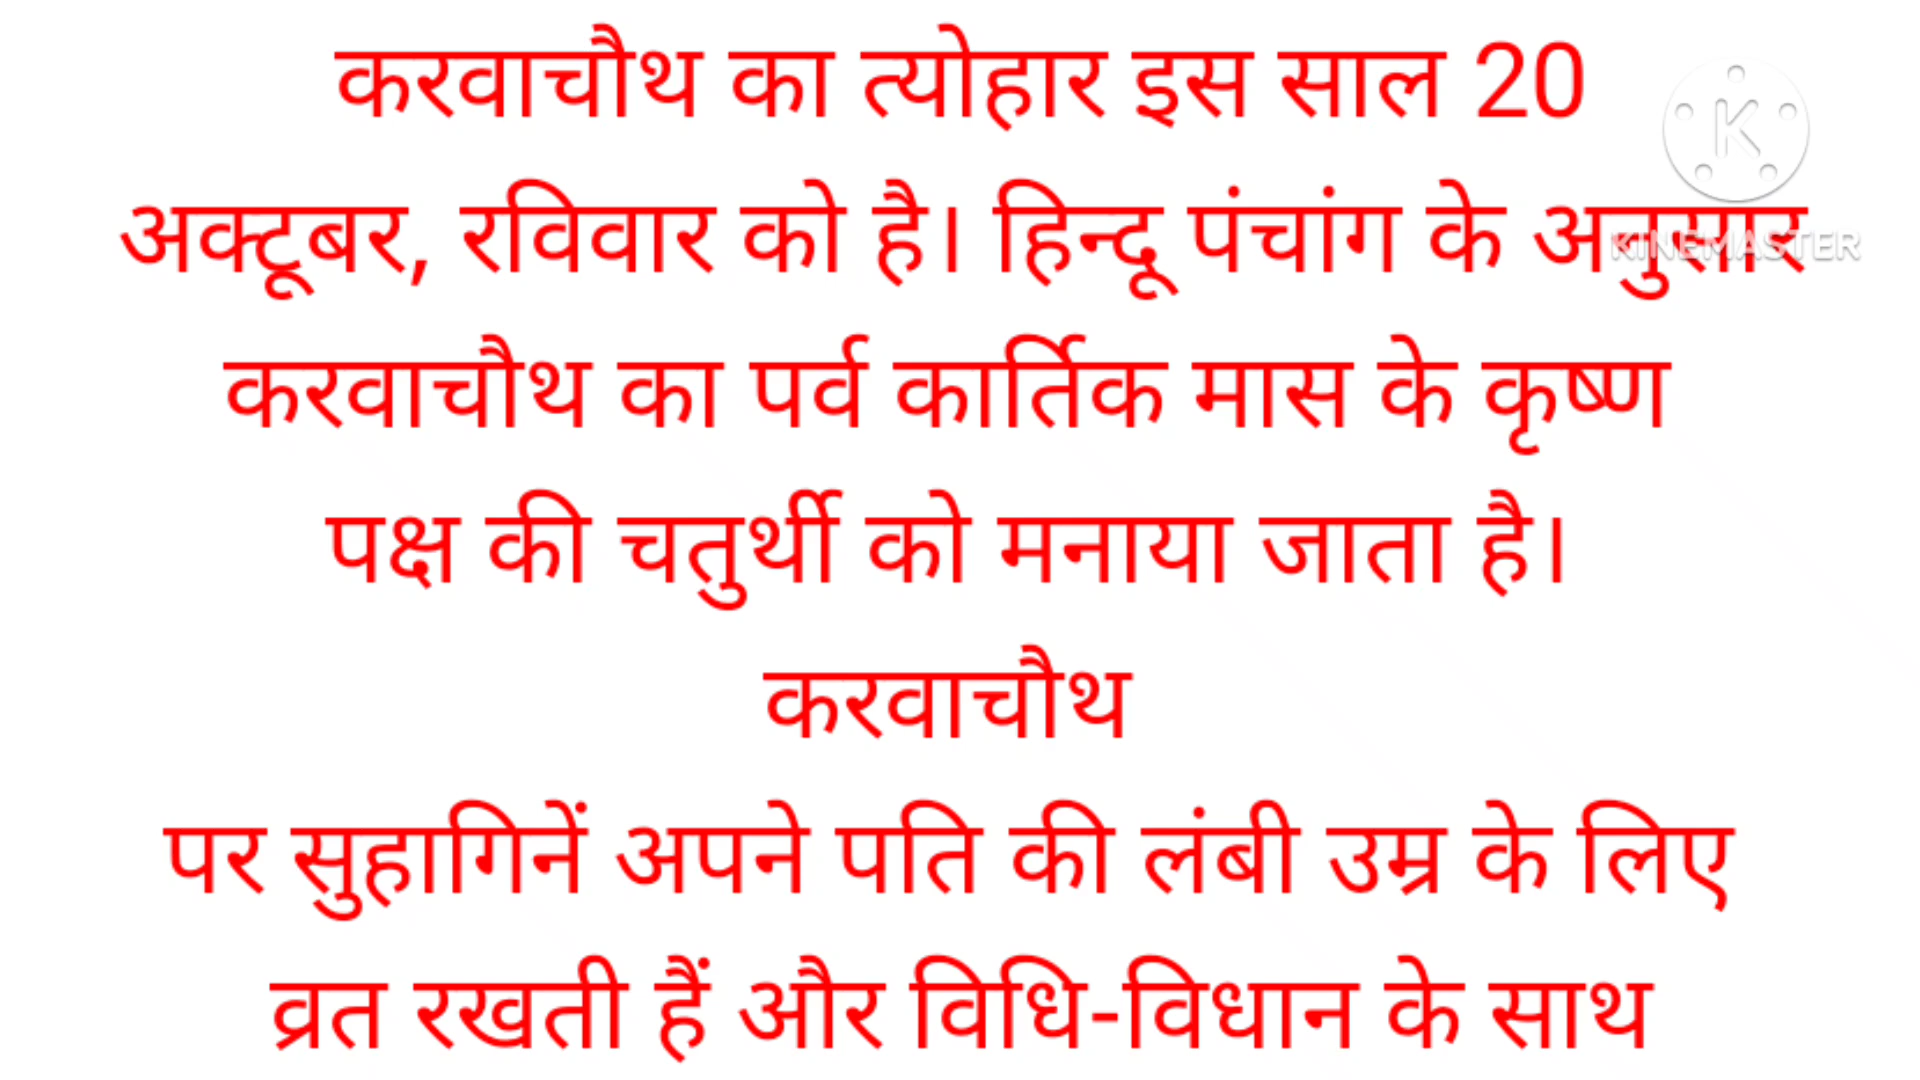 करवाचौथ का त्योहार इस साल 20
अक्टूबर, रविवार को है। हिन्दू पंचांग के अनुसार
करवाचौथ का पर्व कार्तिक मास के कृष्ण
पक्ष की चतुर्थी को मनाया जाता है।
करवाचौथ
पर सुहागिनें अपने पति की लंबी उम्र के लिए
व्रत रखती हैं और विधि-विधान के साथ
K
KINEMASTER